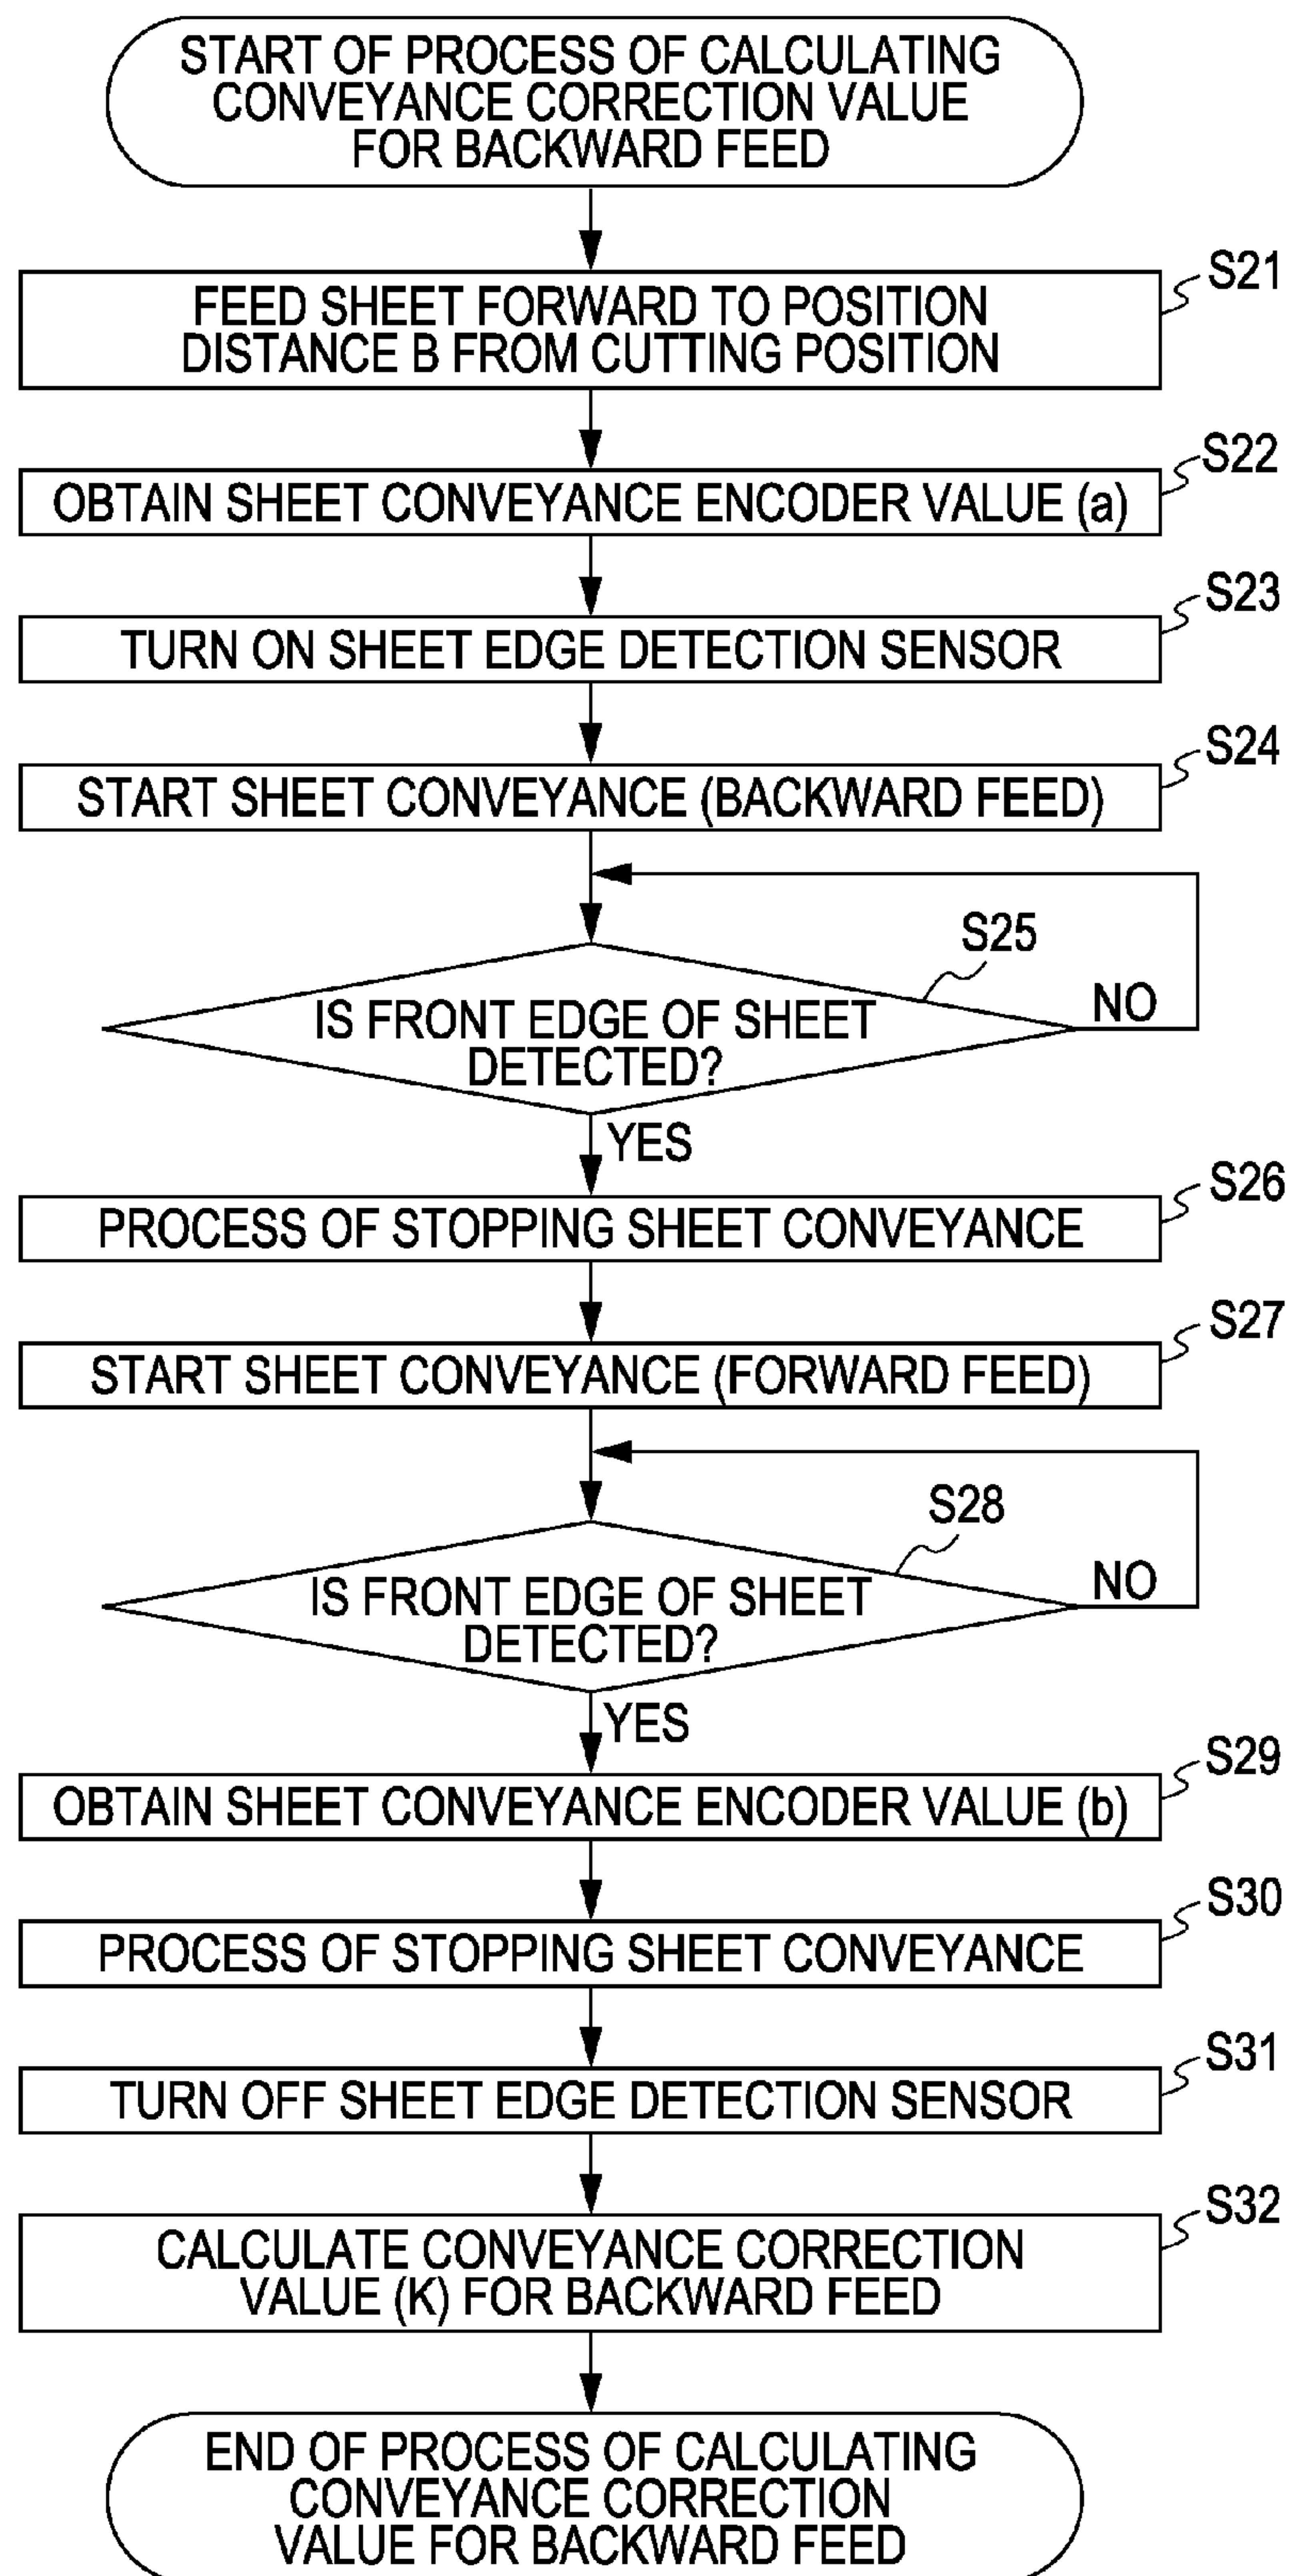 START OF PROCESS OF CALCULATING
CONVEYANCE CORRECTION VALUE
FOR BACKWARD FEED
S21
FEED SHEET FORWARD TO POSITION
DISTANCE B FROM CUTTING POSITION
S22
OBTAIN SHEET CONVEYANCE ENCODER VALUE (a)
S23
TURN ON SHEET EDGE DETECTION SENSOR
S24
START SHEET CONVEYANCE (BACKWARD FEED)
S25
IS FRONT EDGE OF SHEET
DETECTED?
NO
YES
S26
PROCESS OF STOPPING SHEET CONVEYANCE
S27
START SHEET CONVEYANCE (FORWARD FEED)
S28
IS FRONT EDGE OF SHEET
DETECTED?
NO
YES
S29
OBTAIN SHEET CONVEYANCE ENCODER VALUE (b)
S30
PROCESS OF STOPPING SHEET CONVEYANCE
S31
TURN OFF SHEET EDGE DETECTION SENSOR
S32
CALCULATE CONVEYANCE CORRECTION
VALUE (K) FOR BACKWARD FEED
END OF PROCESS OF CALCULATING
CONVEYANCE CORRECTION
VALUE FOR BACKWARD FEED